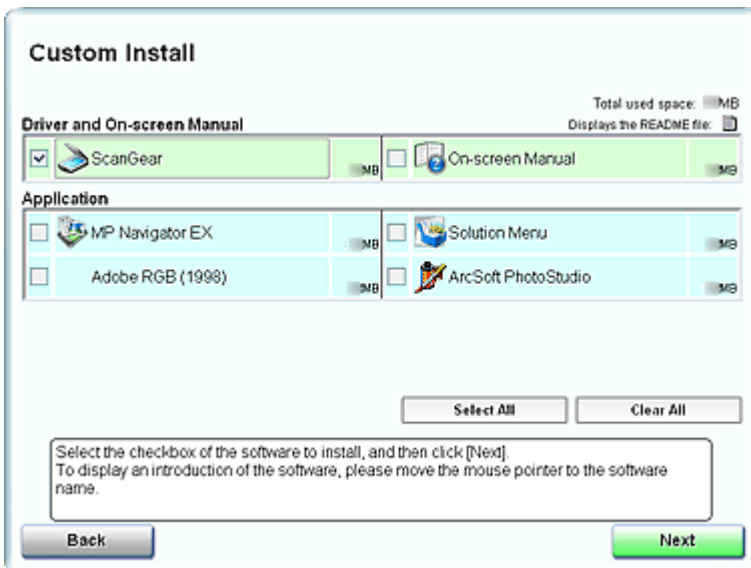 Custom Install
Total used space: MB
Driver and On-screen Manual
Displays the README file:
ScanGear
MB
On-screen Manual
MB
Application
MP Navigator EX
MB
Solution Menu
MB
Adobe RGB (1998)
MB
ArcSoft PhotoStudio
MB
Select All
Clear All
Select the checkbox of the software to install, and then click [Next].
To display an introduction of the software, please move the mouse pointer to the software
name.
Back
Next